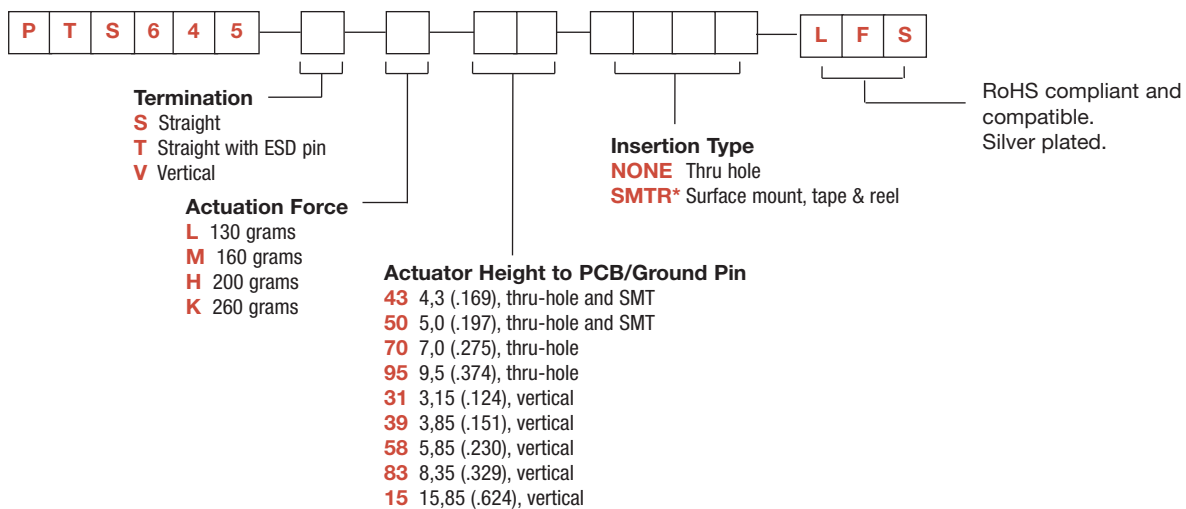 P T S 6 4 5 L F S
Termination
S Straight
T Straight with ESD pin
V Vertical
Actuation Force
L 130 grams
M 160 grams
H 200 grams
K 260 grams
Actuator Height to PCB/Ground Pin
43 4,3 (.169), thru-hole and SMT
50 5,0 (.197), thru-hole and SMT
70 7,0 (.275), thru-hole
95 9,5 (.374), thru-hole
31 3,15 (.124), vertical
39 3,85 (.151), vertical
58 5,85 (.230), vertical
83 8,35 (.329), vertical
15 15,85 (.624), vertical
Insertion Type
NONE Thru hole
SMTR* Surface mount, tape & reel
RoHS compliant and
compatible.
Silver plated.